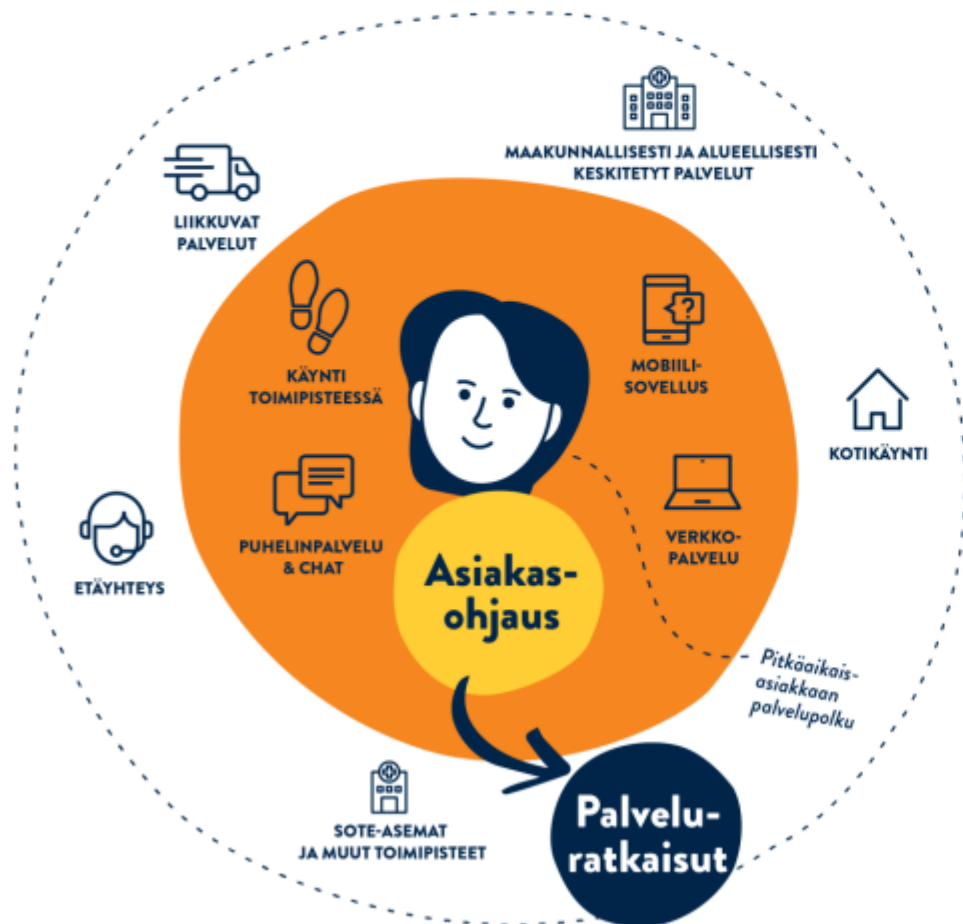 MAAKUNNALLISESTI JA ALUEELLISESTI
KESKITETYT PALVELUT
LIIKKUVAT
PALVELUT
KÄYNTI
TOIMIPISTEESSÄ
MOBIILI-
SOVELLUS
?
KOTIKÄYNTI
PUHELINPALVELU
& CHAT
VERKKO-
PALVELU
ETÄYHTEYS
Asiakas-
ohjaus
Pitkäaikais-
asiakkaan
palvelupolku
SOTE-ASEMAT
JA MUUT TOIMIPISTEET
Palvelu-
ratkaisut